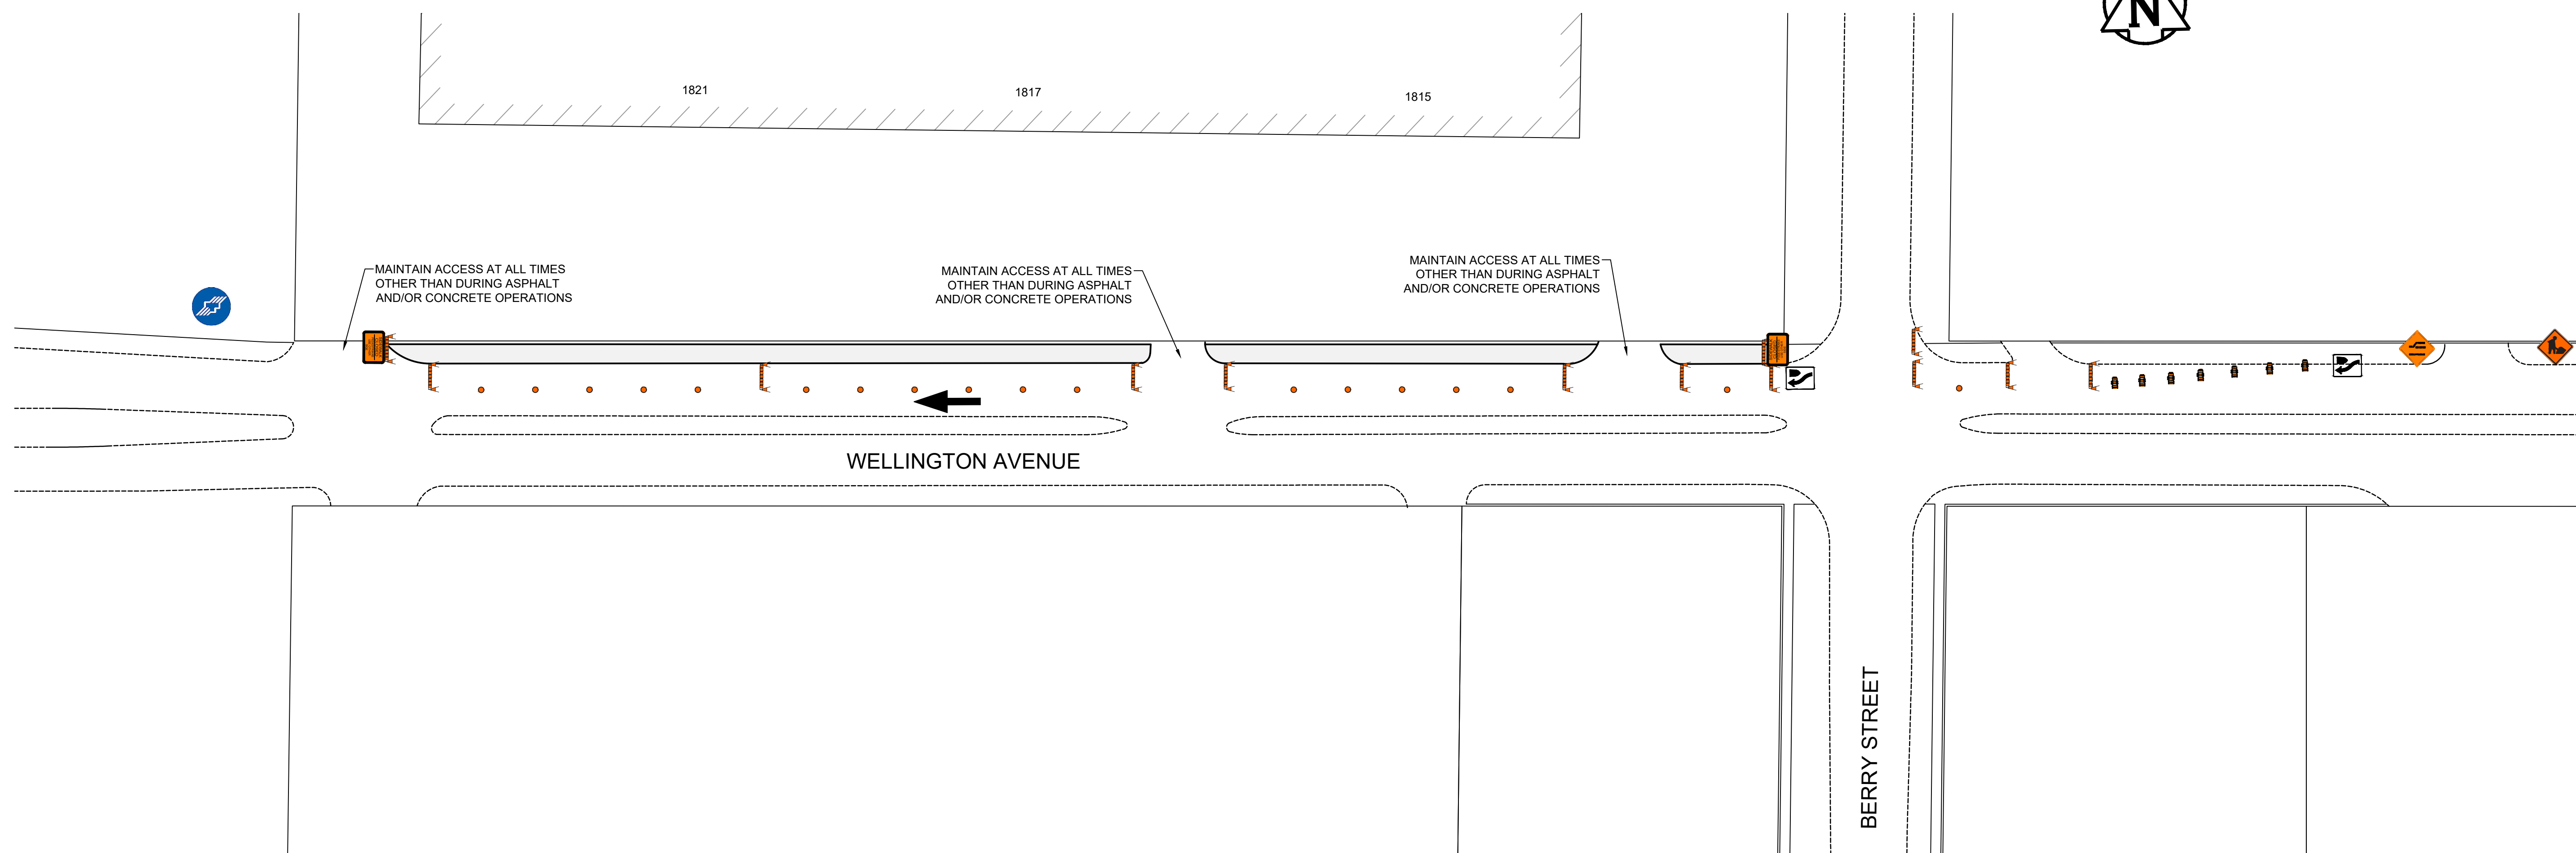 N
1821
1817
1815
MAINTAIN ACCESS AT ALL TIMES
OTHER THAN DURING ASPHALT
AND/OR CONCRETE OPERATIONS
MAINTAIN ACCESS AT ALL TIMES
OTHER THAN DURING ASPHALT
AND/OR CONCRETE OPERATIONS
MAINTAIN ACCESS AT ALL TIMES
OTHER THAN DURING ASPHALT
AND/OR CONCRETE OPERATIONS
WELLINGTON AVENUE
BERRY STREET